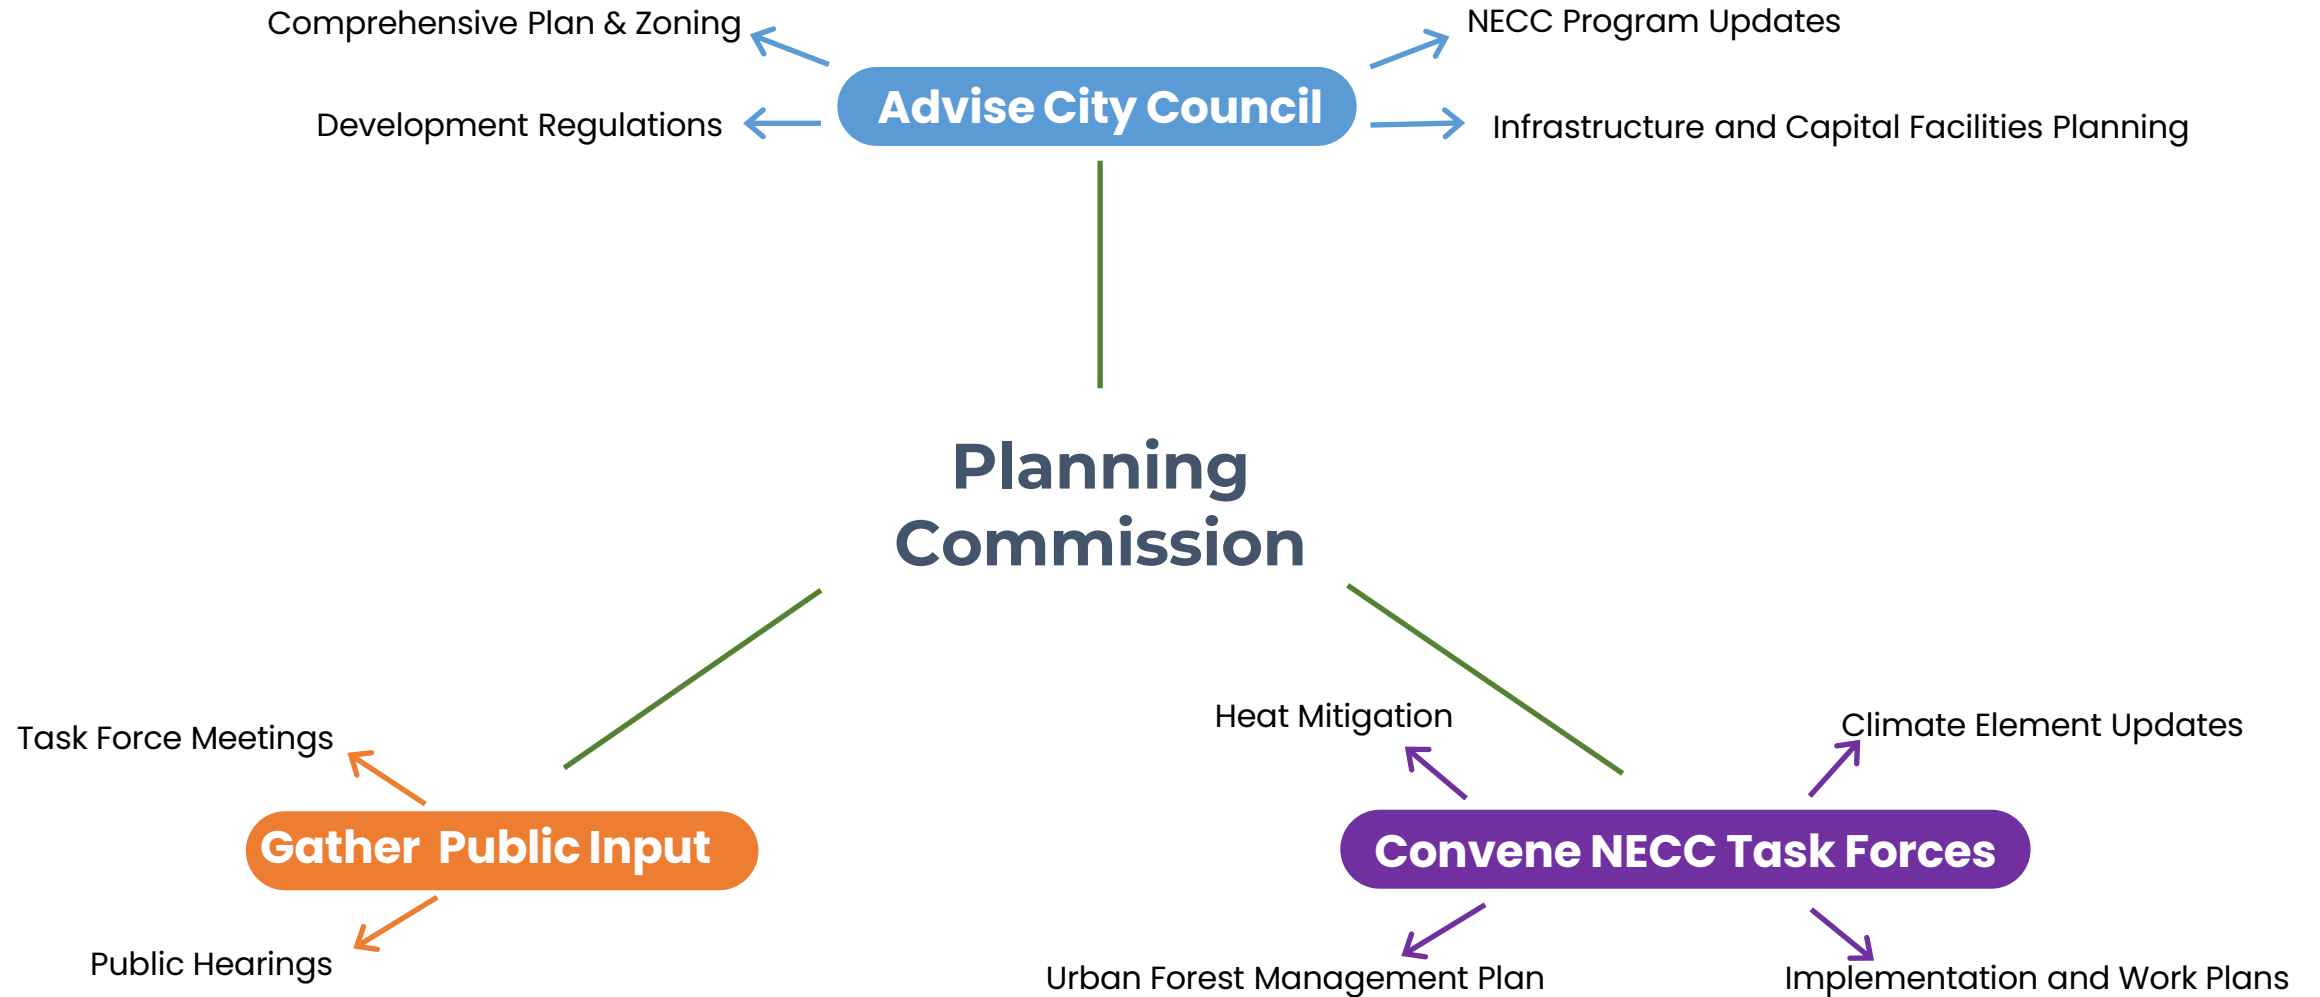 Comprehensive Plan & Zoning
NECC Program Updates
Advise City Council
Development Regulations
Infrastructure and Capital Facilities Planning
Planning
Commission
Task Force Meetings
Heat Mitigation
Climate Element Updates
Gather Public Input
Convene NECC Task Forces
Public Hearings
Urban Forest Management Plan
Implementation and Work Plans